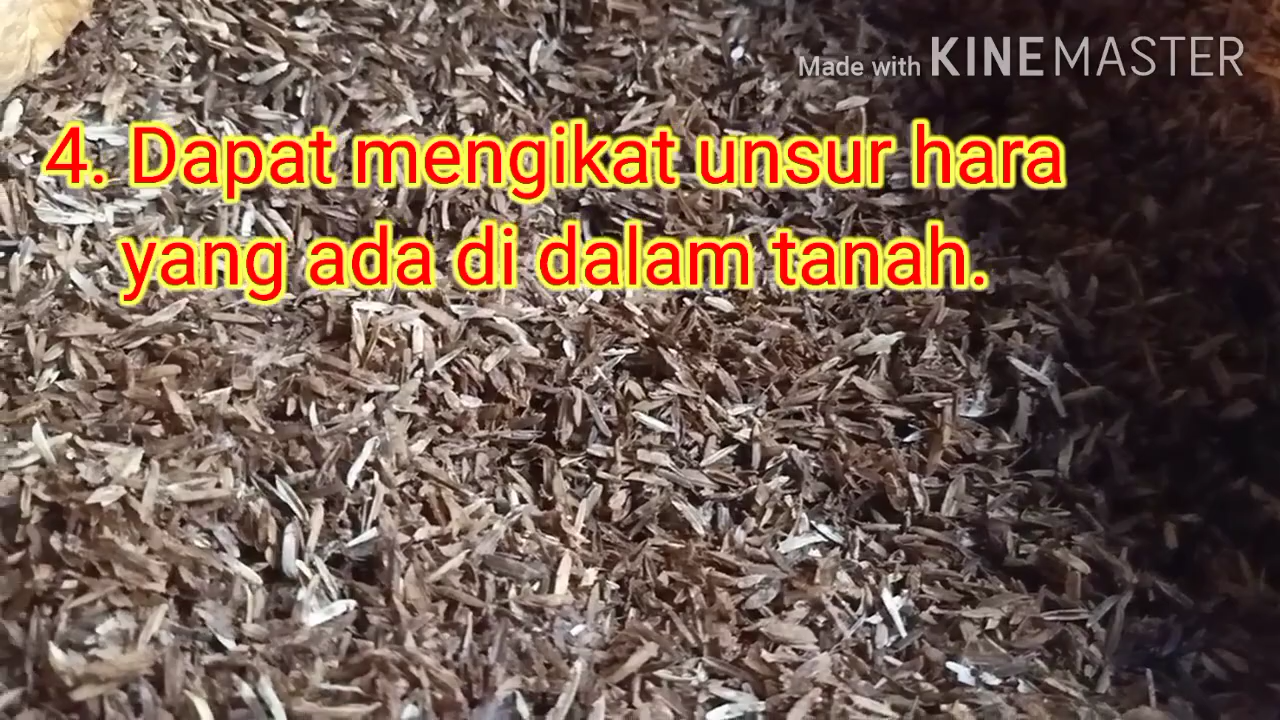 Made with KINEMASTER
4. Dapat mengikat unsur hara
yang ada di dalam tanah.